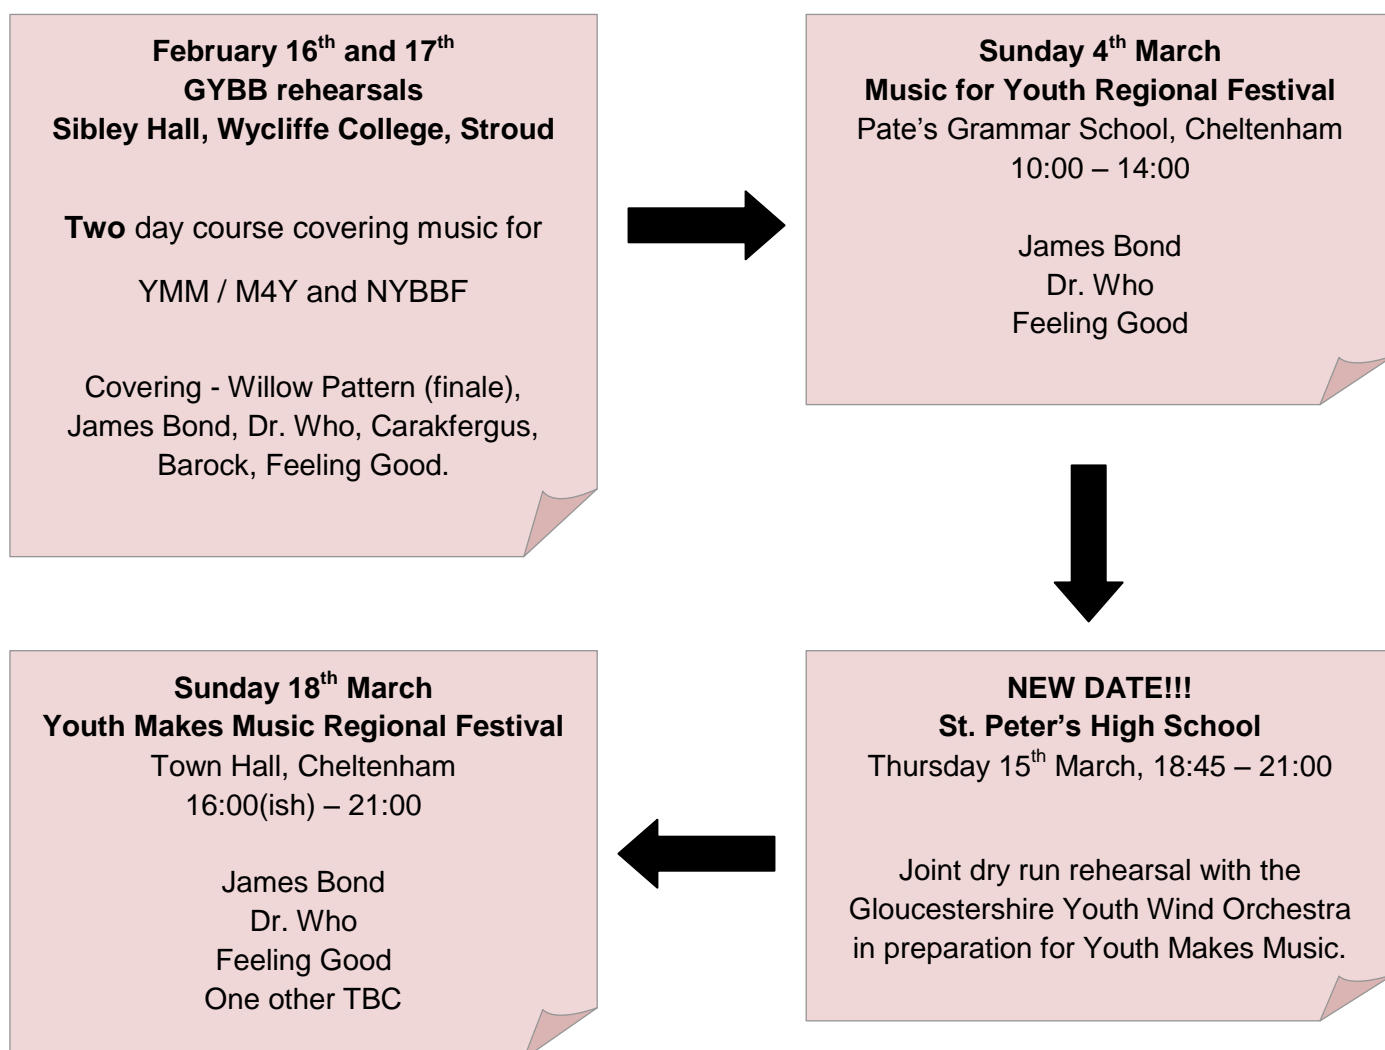 February 16th and 17th
GYBB rehearsals
Sibley Hall, Wycliffe College, Stroud
Two day course covering music for
YMM / M4Y and NYBBF
Covering - Willow Pattern (finale),
James Bond, Dr. Who, Carakfergus,
Barock, Feeling Good.
Sunday 4th March
Music for Youth Regional Festival
Pate's Grammar School, Cheltenham
10:00 – 14:00
James Bond
Dr. Who
Feeling Good
NEW DATE!!!
St. Peter's High School
Thursday 15th March, 18:45 – 21:00
Joint dry run rehearsal with the
Gloucestershire Youth Wind Orchestra
in preparation for Youth Makes Music.
Sunday 18th March
Youth Makes Music Regional Festival
Town Hall, Cheltenham
16:00(ish) – 21:00
James Bond
Dr. Who
Feeling Good
One other TBC